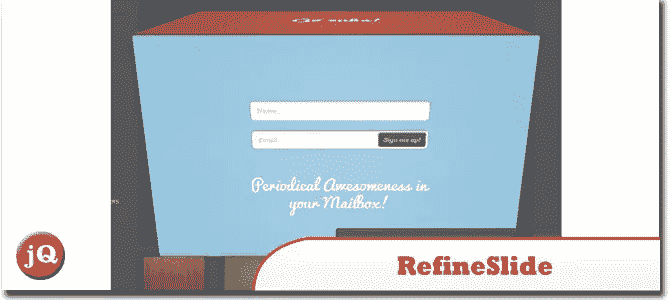 Name
Email
Sign me up!
Periodical Awesomeness in
your Mailbox!
jQ
RefineSlide